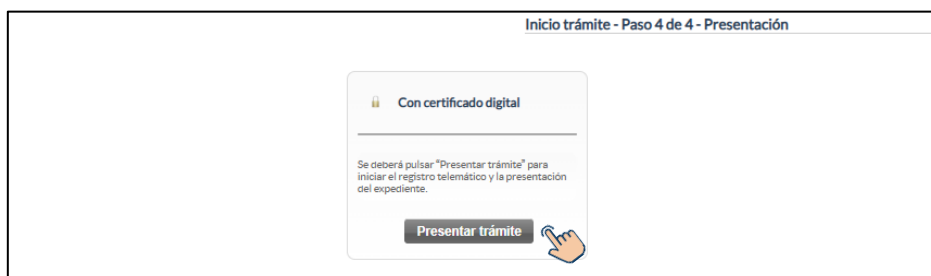 Inicio trámite - Paso 4 de 4 - Presentación
Con certificado digital
Se deberá pulsar “Presentar trámite” para
iniciar el registro telemático y la presentación
del expediente.
Presentar trámite